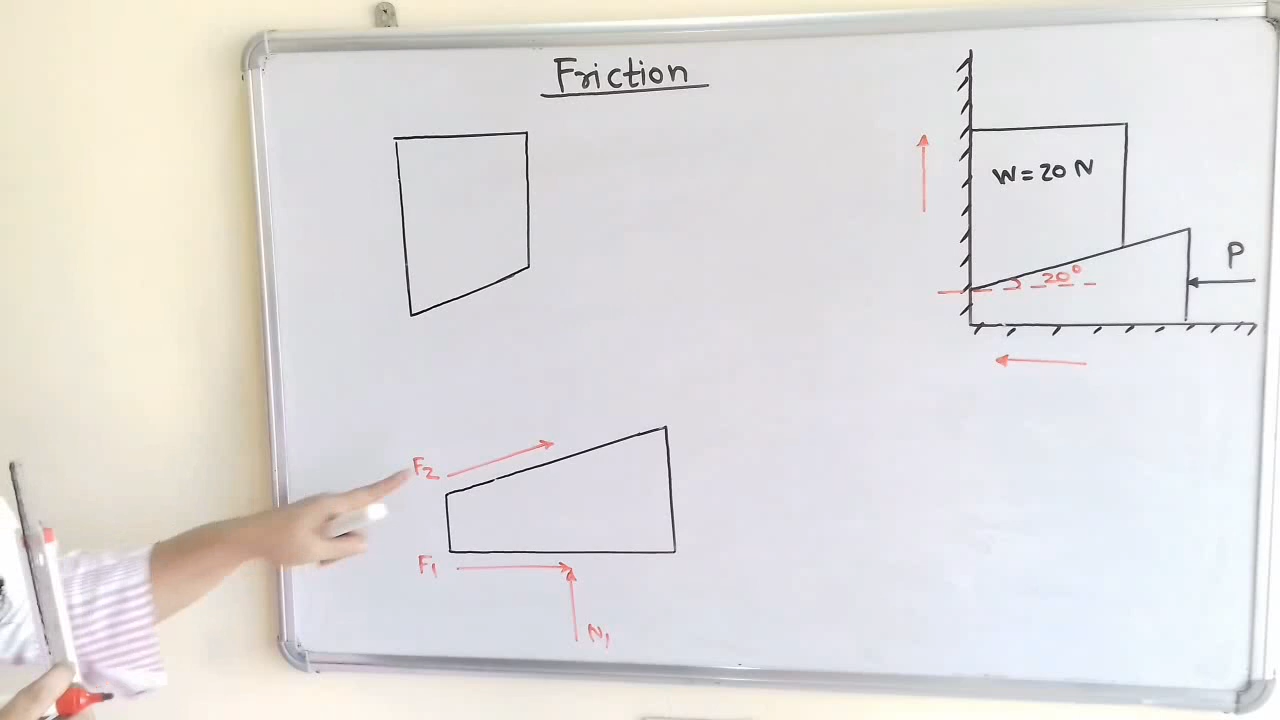 Friction
W = 20 N
20°
P
F₂
F₁
N₁